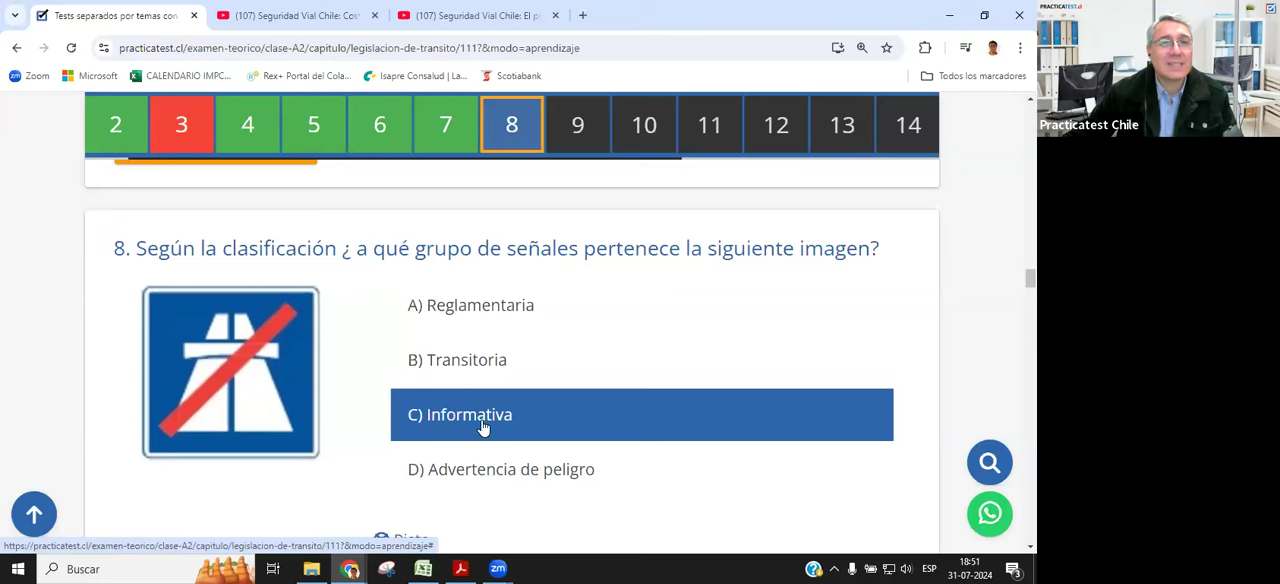 Tests separados por temas con
(107) Seguridad Vial Chile:
(107) Seguridad Vial Chile: El p
practicatest.cl/examen-teorico/clase-A2/capitulo/legislacion-de-transito/111?&modo=aprendizaje
Zoom
Microsoft
CALENDARIO IMPC...
Rex+ Portal del Col...
Isapre Consalud | La...
Scotiabank
Todos los marcadores
PRACTICATEST.cl
Practicatest Chile
2 3 4 5 7 8 9 10 11 12 13 14
8. Según la clasificación ¿ a qué grupo de señales pertenece la siguiente imagen?
A) Reglamentaria
B) Transitoria
C) Informativa
D) Advertencia de peligro
https://practicatest.cl/examen-teorico/clase-A2/capitulo/legislacion-de-transito/111?&modo=aprendizaje#
Buscar
ESP
18:51
31-07-2024
3